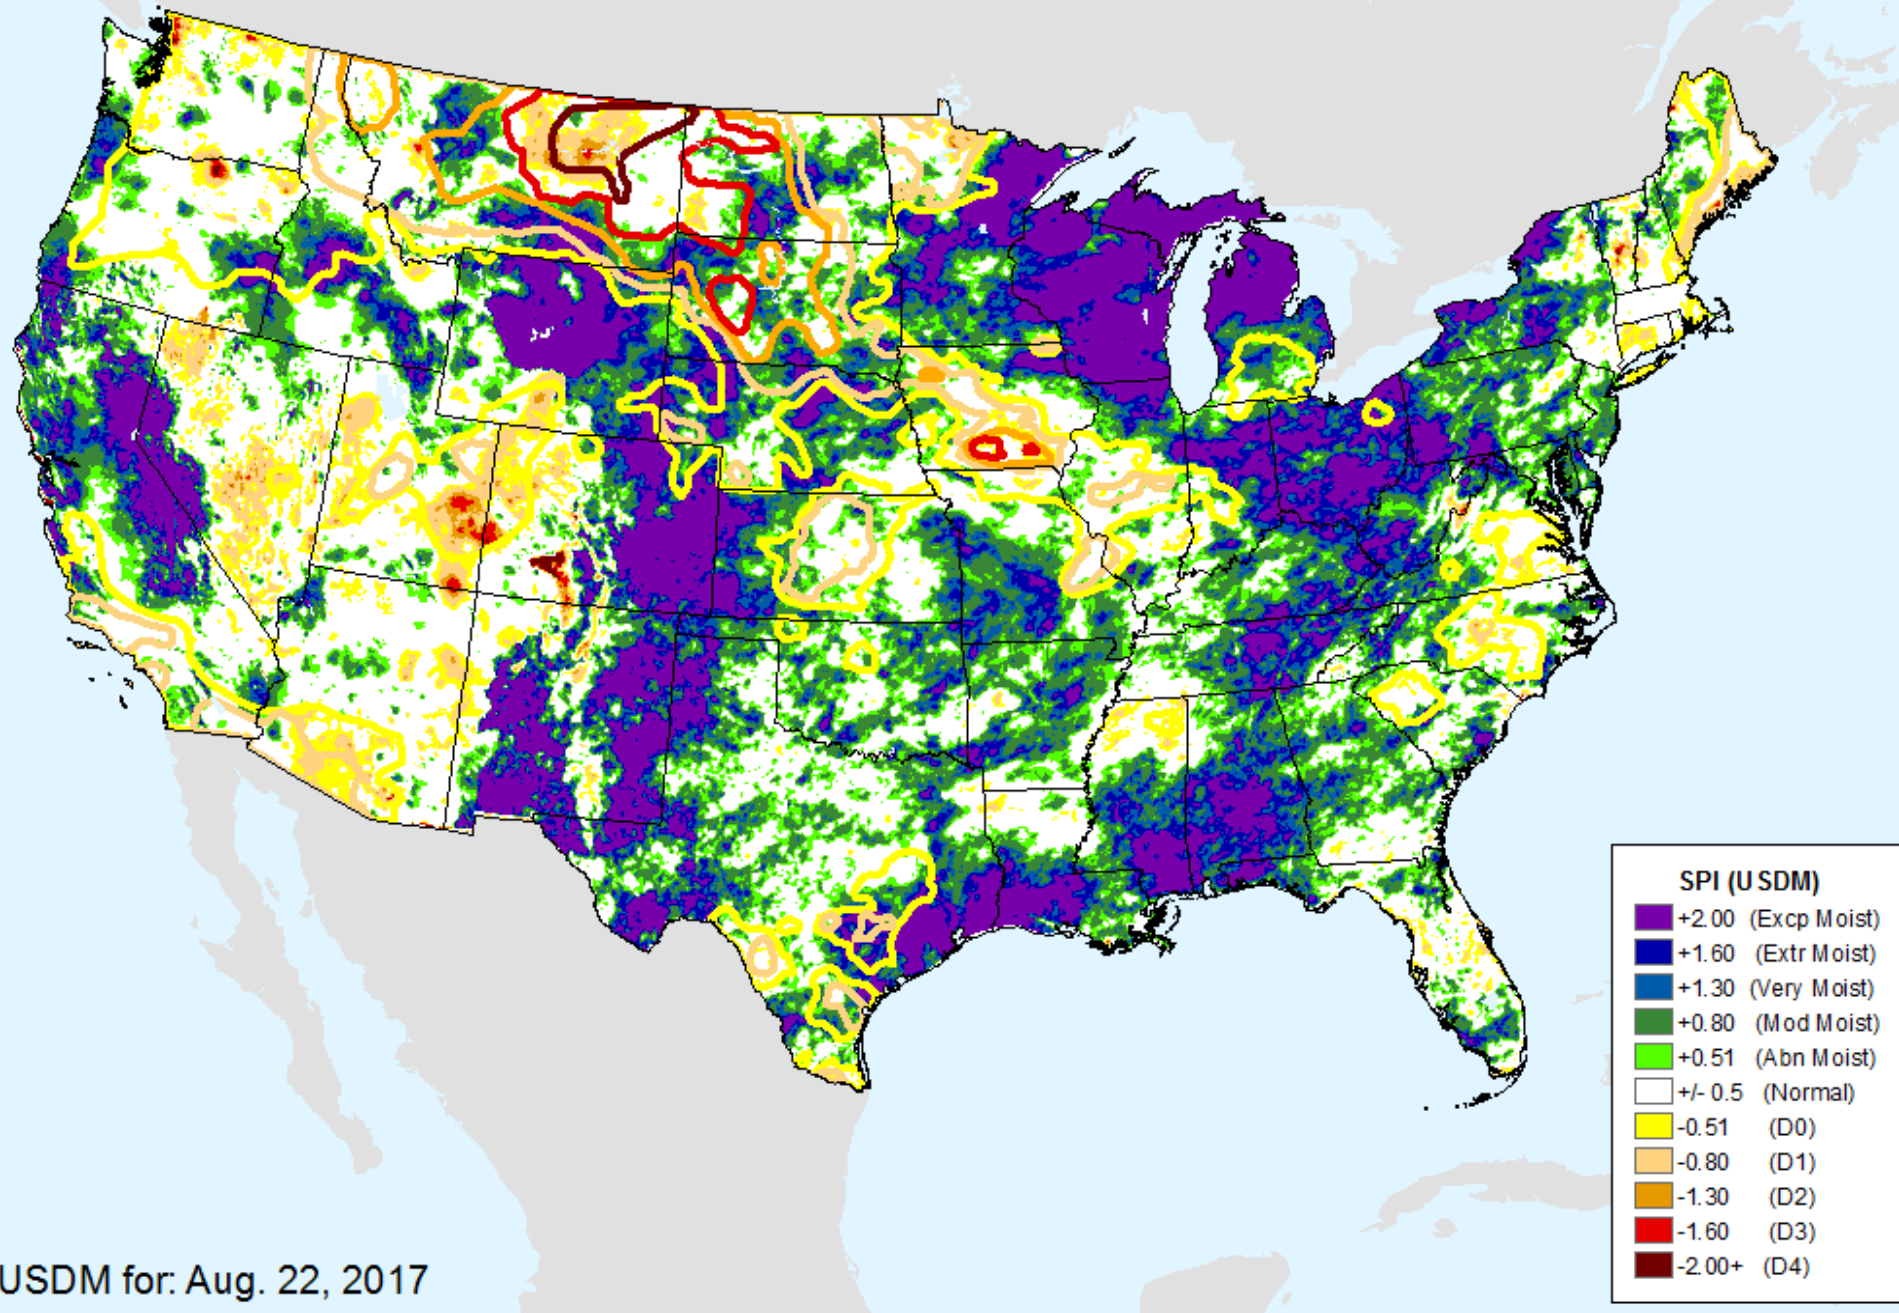 SPI (USDM)
+2.00 (Excp Moist)
+1.60 (Extr Moist)
+1.30 (Very Moist)
+0.80 (Mod Moist)
+0.51 (Abn Moist)
+/- 0.5 (Normal)
-0.51 (D0)
-0.80 (D1)
-1.30 (D2)
-1.60 (D3)
-2.00+ (D4)
USDM for: Aug. 22, 2017